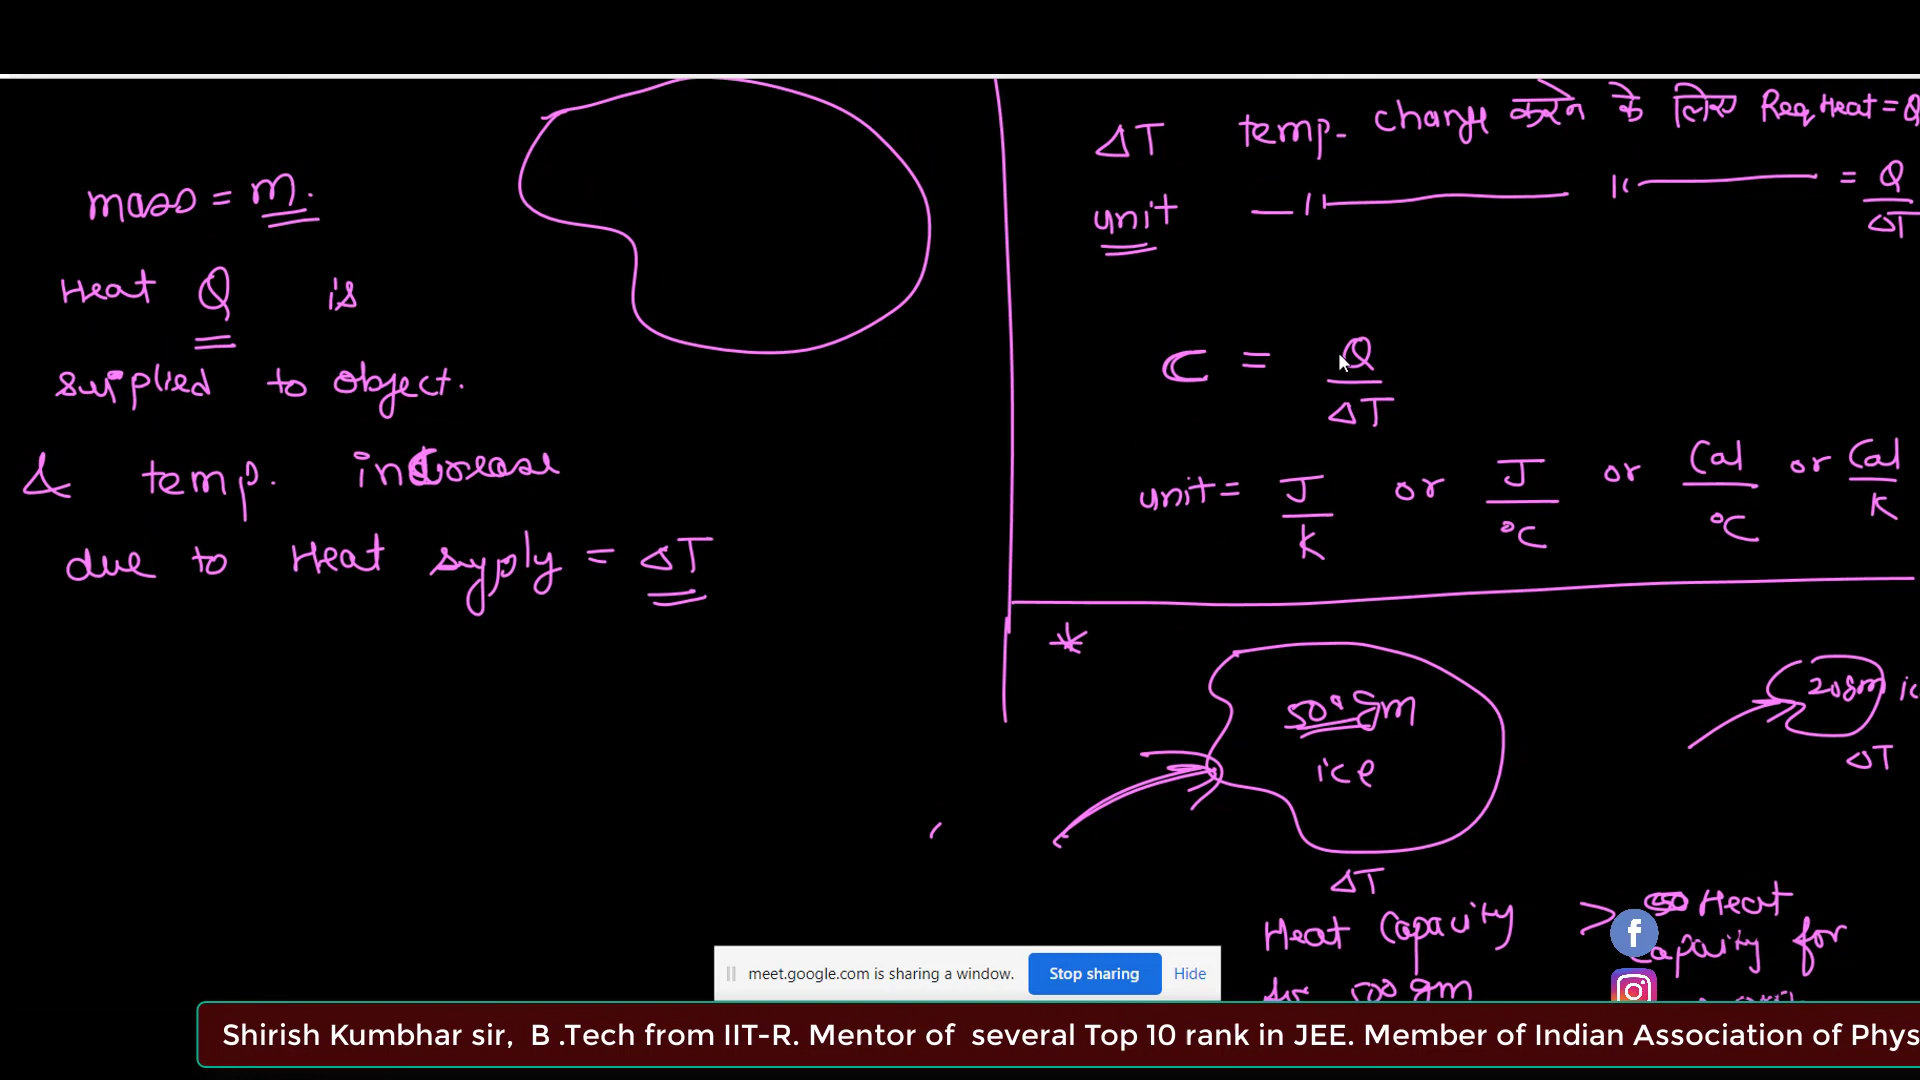 mass = m.
Heat Q is
supplied to object.
& temp. increase
due to Heat supply = ΔT
ΔT temp. change करने के लिए Req Heat = Q
unit — 〃 — 〃 — = Q/ΔT
C = Q/ΔT
unit = J/K or J/°C or Cal/°C or Cal/K
*
500 gm
ice
ΔT
20 gm ic
ΔT
Heat Capacity > Heat
Capacity for
for 500 gm
meet.google.com is sharing a window. Stop sharing Hide
Shirish Kumbhar sir, B .Tech from IIT-R. Mentor of several Top 10 rank in JEE. Member of Indian Association of Phys